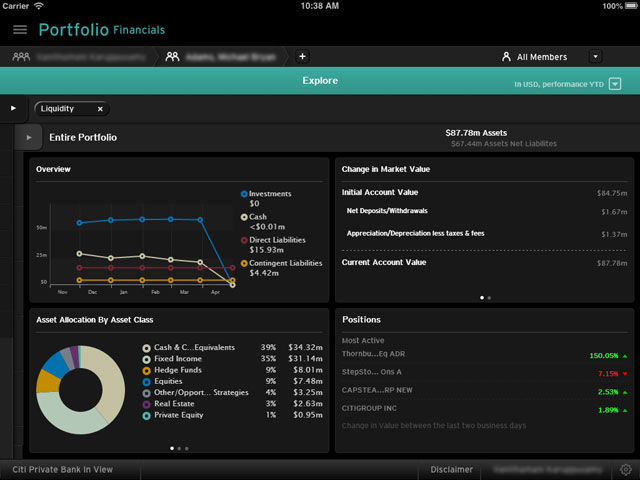 Carrier 10:38 AM 100%
Portfolio Financials
+ All Members
Explore
in USD, performance YTD
Liquidity x
Entire Portfolio
$87.78m Assets
$67.44m Assets Net Liabilites
Overview
Investments
$0
Cash
<$0.01m
Direct Liabilities
$15.93m
Contingent Liabilities
$4.42m
50m
25m
$0
Nov Dec Jan Feb Mar Apr
Change in Market Value
Initial Account Value $84.75m
Net Deposits/Withdrawals $1.67m
Appreciation/Depreciation less taxes & fees $1.37m
Current Account Value $87.78m
Asset Allocation By Asset Class
Cash & C...Equivalents 39% $34.32m
Fixed Income 35% $31.14m
Hedge Funds 9% $8.01m
Equities 9% $7.48m
Other/Opport... Strategies 4% $3.25m
Real Estate 3% $2.63m
Private Equity 1% $0.95m
Positions
Most Active
Thornbu...Eq ADR 150.05%
StepSto... Ons A 7.15%
CAPSTEA...RP NEW 2.53%
CITIGROUP INC 1.89%
Change in Value between the last two business days
Citi Private Bank In View
Disclaimer